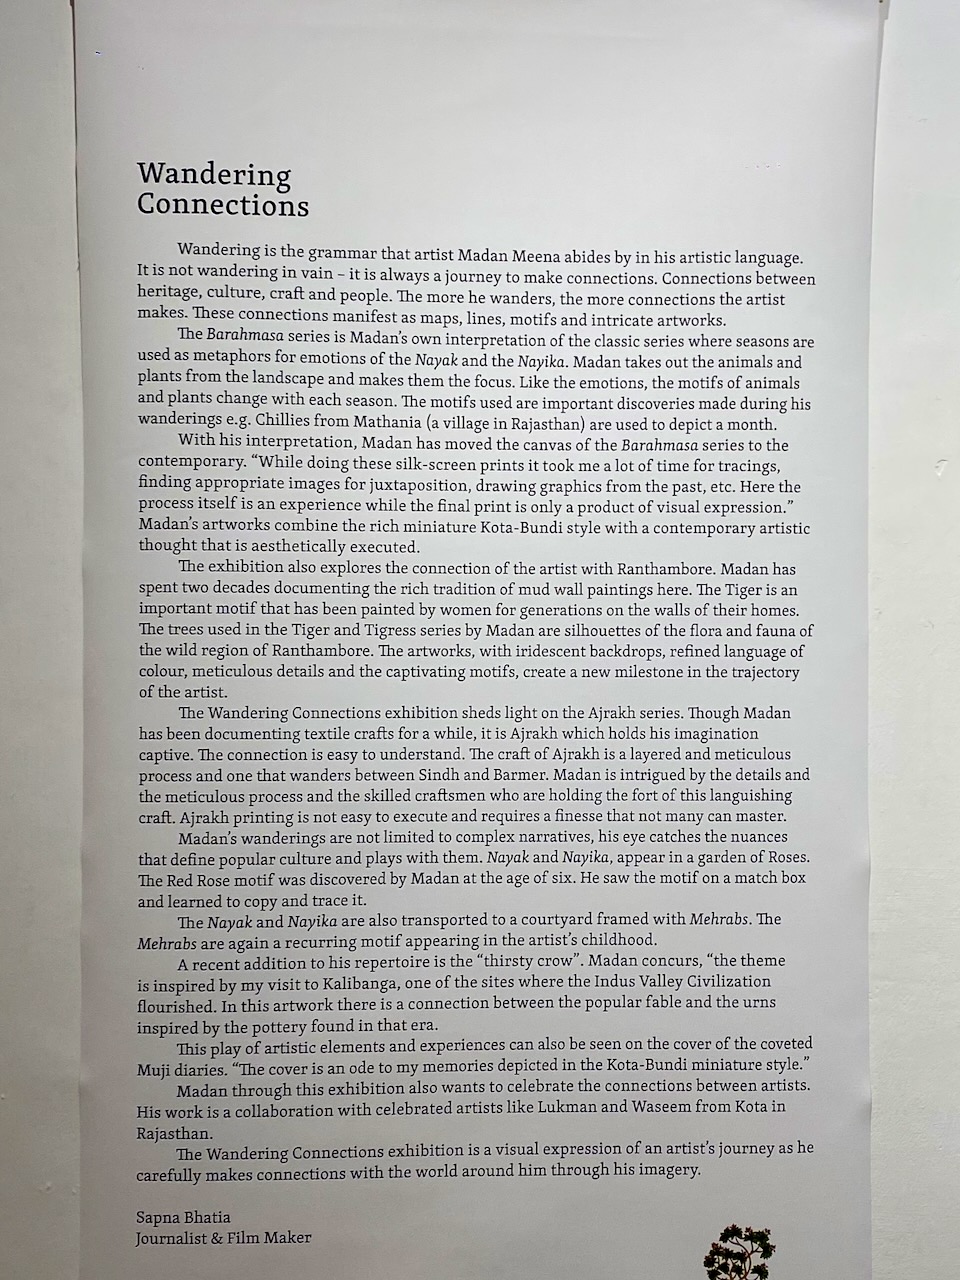 Wandering
Connections
Wandering is the grammar that artist Madan Meena abides by in his artistic language.
It is not wandering in vain – it is always a journey to make connections. Connections between
heritage, culture, craft and people. The more he wanders, the more connections the artist
makes. These connections manifest as maps, lines, motifs and intricate artworks.
The Barahmasa series is Madan's own interpretation of the classic series where seasons are
used as metaphors for emotions of the Nayak and the Nayika. Madan takes out the animals and
plants from the landscape and makes them the focus. Like the emotions, the motifs of animals
and plants change with each season. The motifs used are important discoveries made during his
wanderings e.g. Chillies from Mathania (a village in Rajasthan) are used to depict a month.
With his interpretation, Madan has moved the canvas of the Barahmasa series to the
contemporary. “While doing these silk-screen prints it took me a lot of time for tracings,
finding appropriate images for juxtaposition, drawing graphics from the past, etc. Here the
process itself is an experience while the final print is only a product of visual expression.”
Madan's artworks combine the rich miniature Kota-Bundi style with a contemporary artistic
thought that is aesthetically executed.
The exhibition also explores the connection of the artist with Ranthambore. Madan has
spent two decades documenting the rich tradition of mud wall paintings here. The Tiger is an
important motif that has been painted by women for generations on the walls of their homes.
The trees used in the Tiger and Tigress series by Madan are silhouettes of the flora and fauna of
the wild region of Ranthambore. The artworks, with iridescent backdrops, refined language of
colour, meticulous details and the captivating motifs, create a new milestone in the trajectory
of the artist.
The Wandering Connections exhibition sheds light on the Ajrakh series. Though Madan
has been documenting textile crafts for a while, it is Ajrakh which holds his imagination
captive. The connection is easy to understand. The craft of Ajrakh is a layered and meticulous
process and one that wanders between Sindh and Barmer. Madan is intrigued by the details and
the meticulous process and the skilled craftsmen who are holding the fort of this languishing
craft. Ajrakh printing is not easy to execute and requires a finesse that not many can master.
Madan's wanderings are not limited to complex narratives, his eye catches the nuances
that define popular culture and plays with them. Nayak and Nayika, appear in a garden of Roses.
The Red Rose motif was discovered by Madan at the age of six. He saw the motif on a match box
and learned to copy and trace it.
The Nayak and Nayika are also transported to a courtyard framed with Mehrabs. The
Mehrabs are again a recurring motif appearing in the artist's childhood.
A recent addition to his repertoire is the “thirsty crow”. Madan concurs, “the theme
is inspired by my visit to Kalibanga, one of the sites where the Indus Valley Civilization
flourished. In this artwork there is a connection between the popular fable and the urns
inspired by the pottery found in that era.
This play of artistic elements and experiences can also be seen on the cover of the coveted
Muji diaries. “The cover is an ode to my memories depicted in the Kota-Bundi miniature style.”
Madan through this exhibition also wants to celebrate the connections between artists.
His work is a collaboration with celebrated artists like Lukman and Waseem from Kota in
Rajasthan.
The Wandering Connections exhibition is a visual expression of an artist's journey as he
carefully makes connections with the world around him through his imagery.
Sapna Bhatia
Journalist & Film Maker